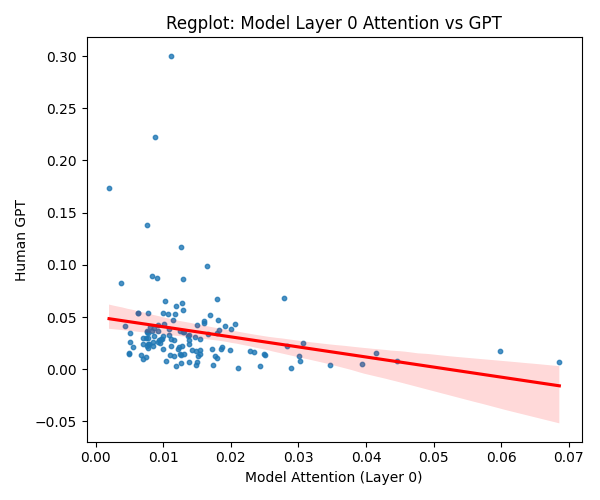 Regplot: Model Layer 0 Attention vs GPT
Human GPT
0.30
0.25
0.20
0.15
0.10
0.05
0.00
−0.05
0.00 0.01 0.02 0.03 0.04 0.05 0.06 0.07
Model Attention (Layer 0)